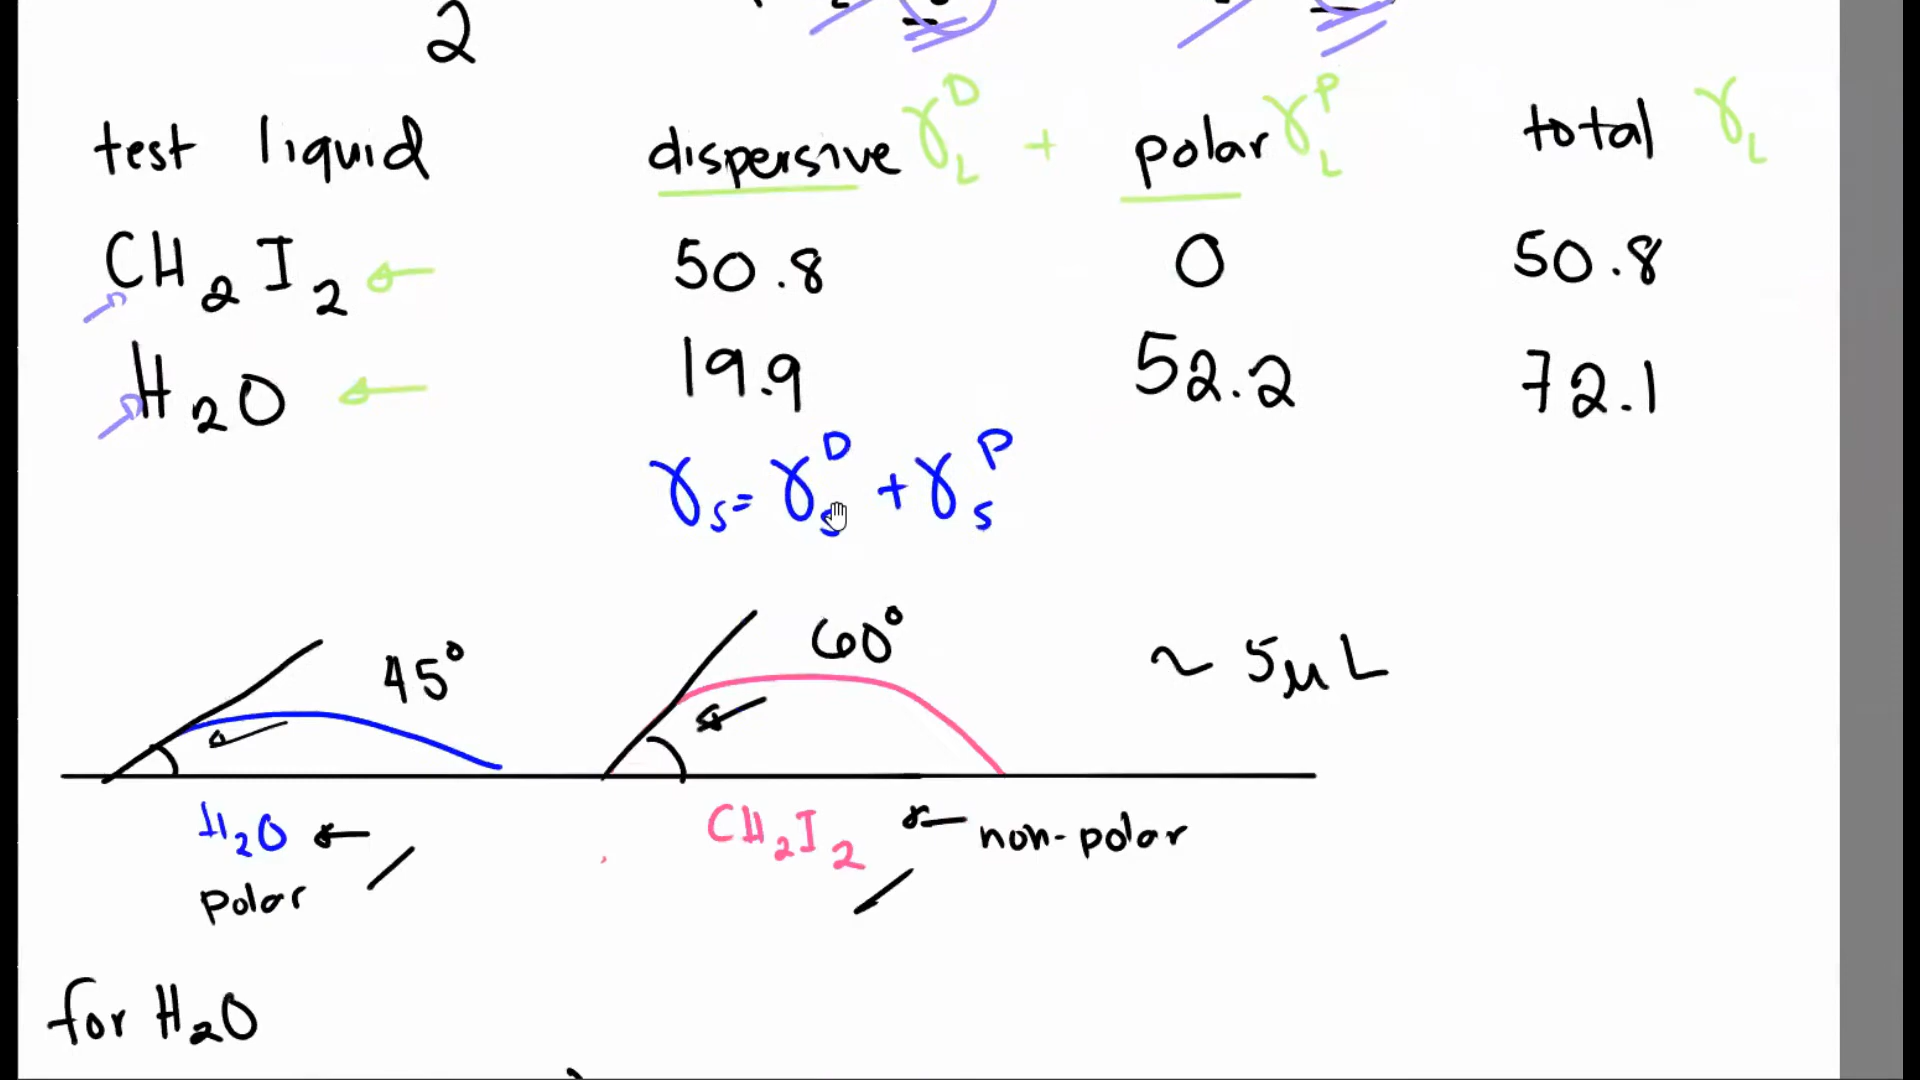 2
test liquid dispersive γ_L^D + polar γ_L^P total γ_L
CH₂I₂ 50.8 0 50.8
H₂O 19.9 52.2 72.1
γ_s = γ_s^D + γ_s^P
45° 60° ~ 5μL
H₂O CH₂I₂ non-polar
polar
for H₂O